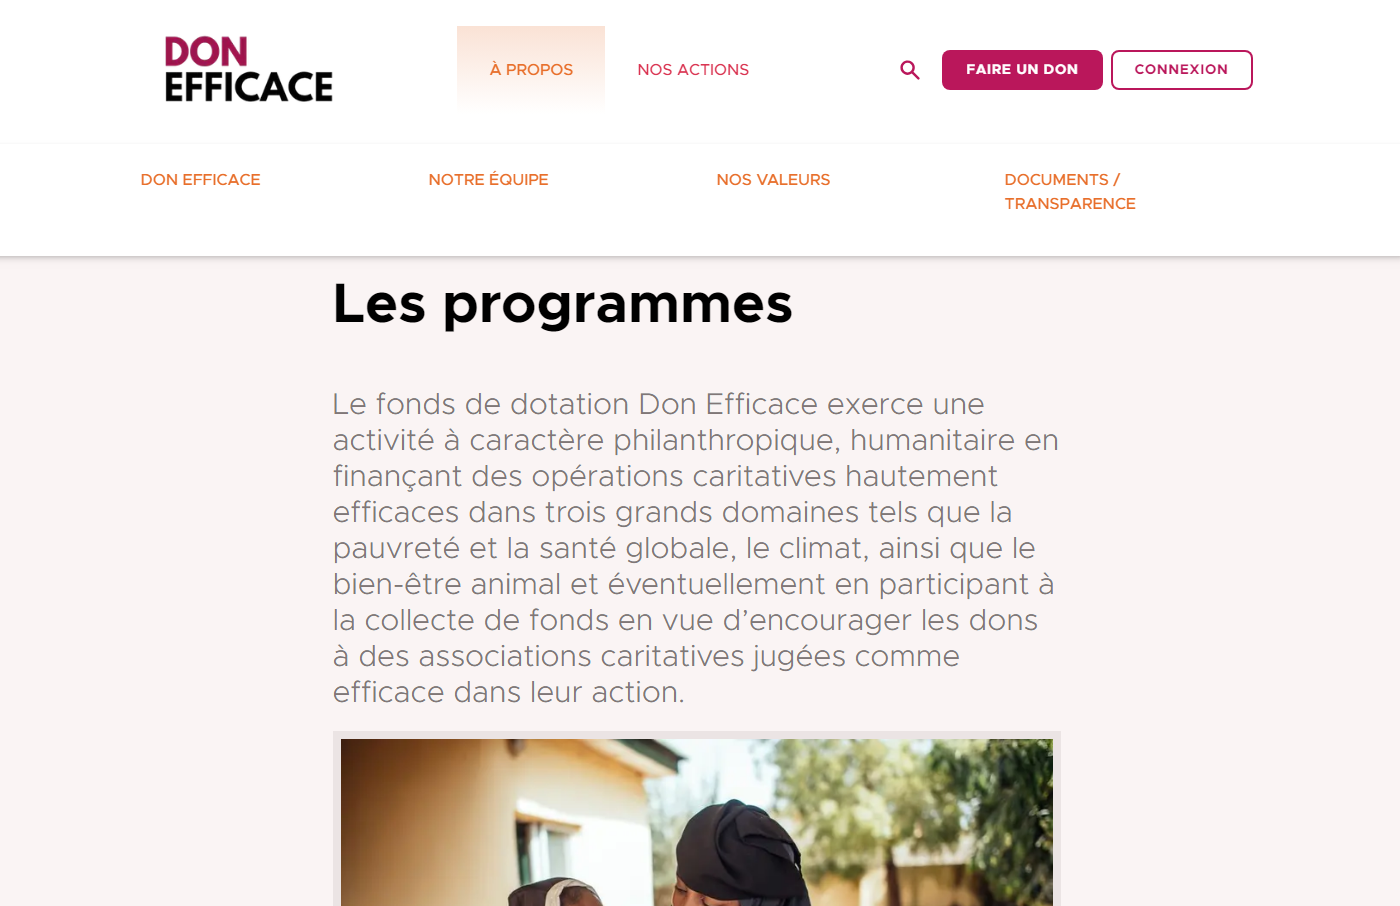 DON
EFFICACE
À PROPOS
NOS ACTIONS
FAIRE UN DON
CONNEXION
DON EFFICACE
NOTRE ÉQUIPE
NOS VALEURS
DOCUMENTS /
TRANSPARENCE
Les programmes
Le fonds de dotation Don Efficace exerce une
activité à caractère philanthropique, humanitaire en
finançant des opérations caritatives hautement
efficaces dans trois grands domaines tels que la
pauvreté et la santé globale, le climat, ainsi que le
bien-être animal et éventuellement en participant à
la collecte de fonds en vue d’encourager les dons
à des associations caritatives jugées comme
efficace dans leur action.